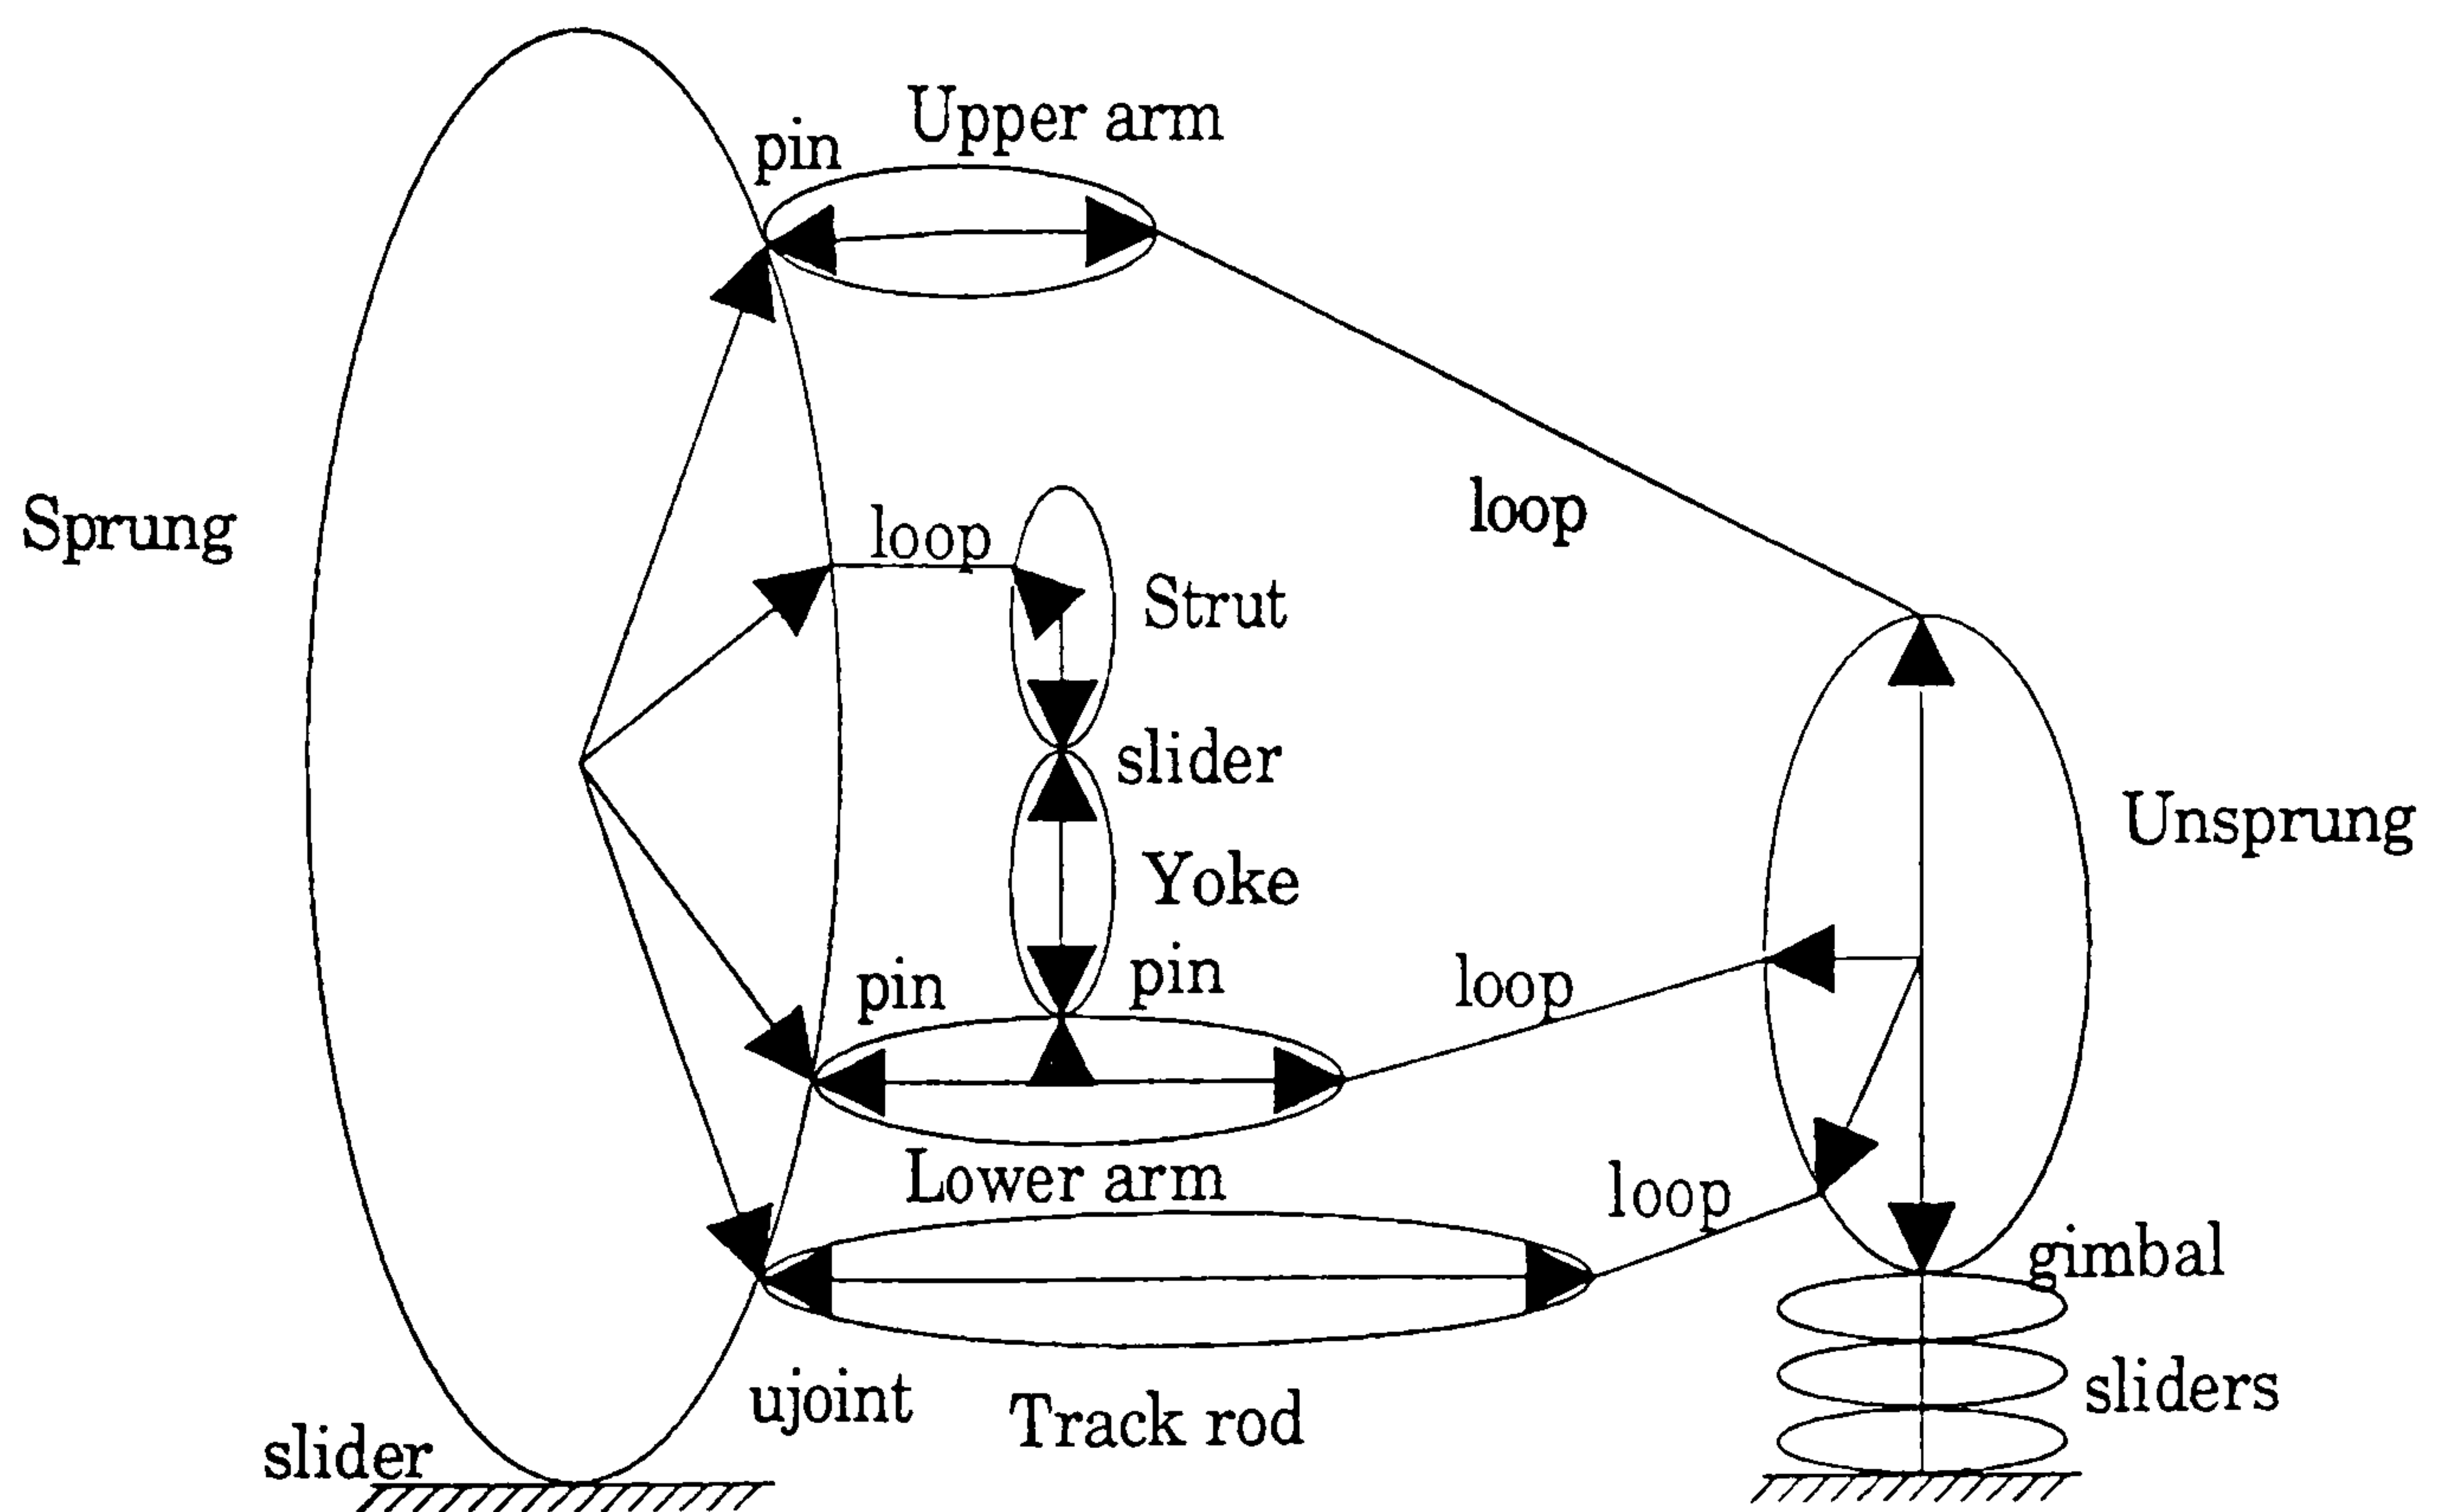 Upper arm
pin
loop
Sprung
loop
Strut
slider
Unsprung
Yoke
pin
pin
loop
Lower arm
loop
gimbal
sliders
ujoint
Track rod
slider